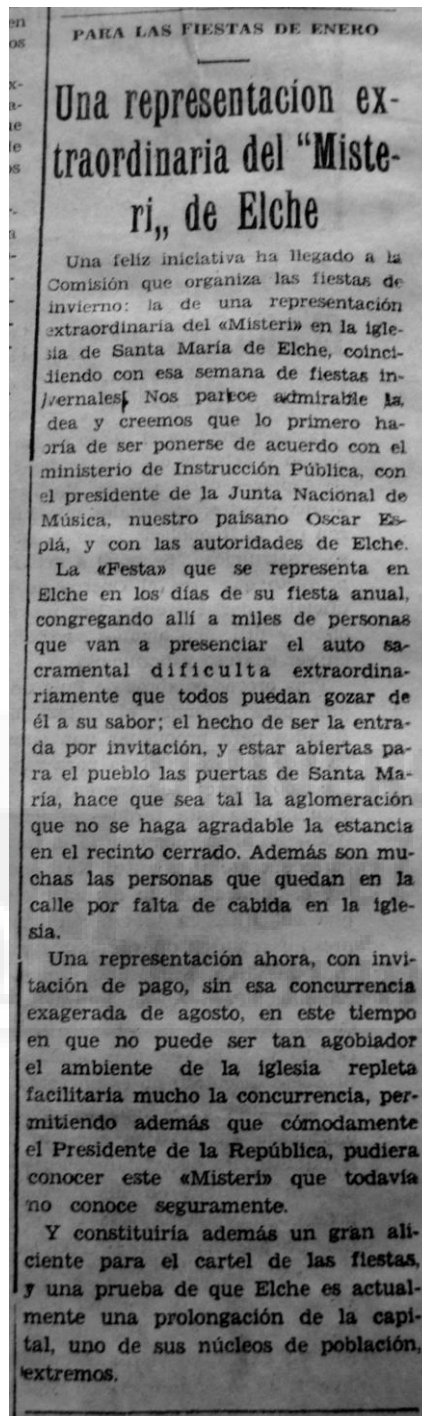 en
os
x-
a-
ue
le
os
PARA LAS FIESTAS DE ENERO
Una representacion ex-
traordinaria del “Miste-
ri„ de Elche
Una feliz iniciativa ha llegado a la
Comisión que organiza las fiestas de
invierno: la de una representación
extraordinaria del «Misteri» en la igle-
sia de Santa María de Elche, coinci-
diendo con esa semana de fiestas in-
vernales. Nos parece admirable la
dea y creemos que lo primero ha-
bría de ser ponerse de acuerdo con el
ministerio de Instrucción Pública, con
el presidente de la Junta Nacional de
Música, nuestro paisano Oscar Es-
plá, y con las autoridades de Elche.
La «Festa» que se representa en
Elche en los días de su fiesta anual,
congregando allí a miles de personas
que van a presenciar el auto sa-
cramental dificulta extraordina-
riamente que todos puedan gozar de
él a su sabor; el hecho de ser la entra-
da por invitación, y estar abiertas pa-
ra el pueblo las puertas de Santa Ma-
ría, hace que sea tal la aglomeración
que no se haga agradable la estancia
en el recinto cerrado. Además son mu-
chas las personas que quedan en la
calle por falta de cabida en la igle-
sia.
Una representación ahora, con invi-
tación de pago, sin esa concurrencia
exagerada de agosto, en este tiempo
en que no puede ser tan agobiador
el ambiente de la iglesia repleta
facilitaria mucho la concurrencia, per-
mitiendo además que cómodamente
el Presidente de la República, pudiera
conocer este «Misteri» que todavía
no conoce seguramente.
Y constituiría además un gran ali-
ciente para el cartel de las fiestas,
y una prueba de que Elche es actual-
mente una prolongación de la capi-
tal, uno de sus núcleos de población,
extremos.